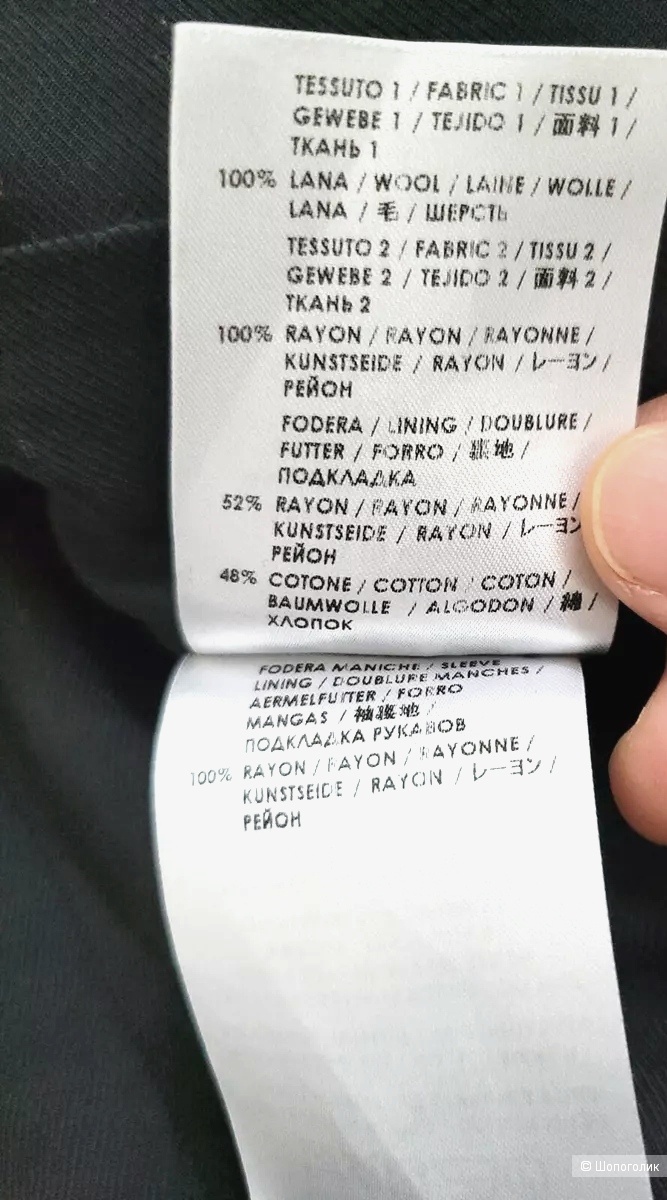 TESSUTO 1 / FABRIC 1 / TISSU 1 /
GEWEBE 1 / TEJIDO 1 / 面料 1 /
ТКАНЬ 1
100% LANA / WOOL / LAINE / WOLLE /
LANA / 毛 / ШЕРСТЬ
TESSUTO 2 / FABRIC 2 / TISSU 2 /
GEWEBE 2 / TEJIDO 2 / 面料 2 /
ТКАНЬ 2
100% RAYON / RAYON / RAYONNE /
KUNSTSEIDE / RAYON / レーヨン /
РЕЙОН
FODERA / LINING / DOUBLURE /
FUTTER / FORRO / 裏地 /
ПОДКЛАДКА
52% RAYON / RAYON / RAYONNE /
KUNSTSEIDE / RAYON / レーヨン
РЕЙОН
48% COTONE / COTTON / COTON /
BAUMWOLLE / ALGODON / 綿 /
ХЛОПОК
FODERA MANICHE / SLEEVE
LINING / DOUBLURE MANCHES /
AERMELFUTTER / FORRO
MANGAS / 袖裏地 /
ПОДКЛАДКА РУКАВОВ
100% RAYON / RAYON / RAYONNE /
KUNSTSEIDE / RAYON / レーヨン /
РЕЙОН
© Шопоголик